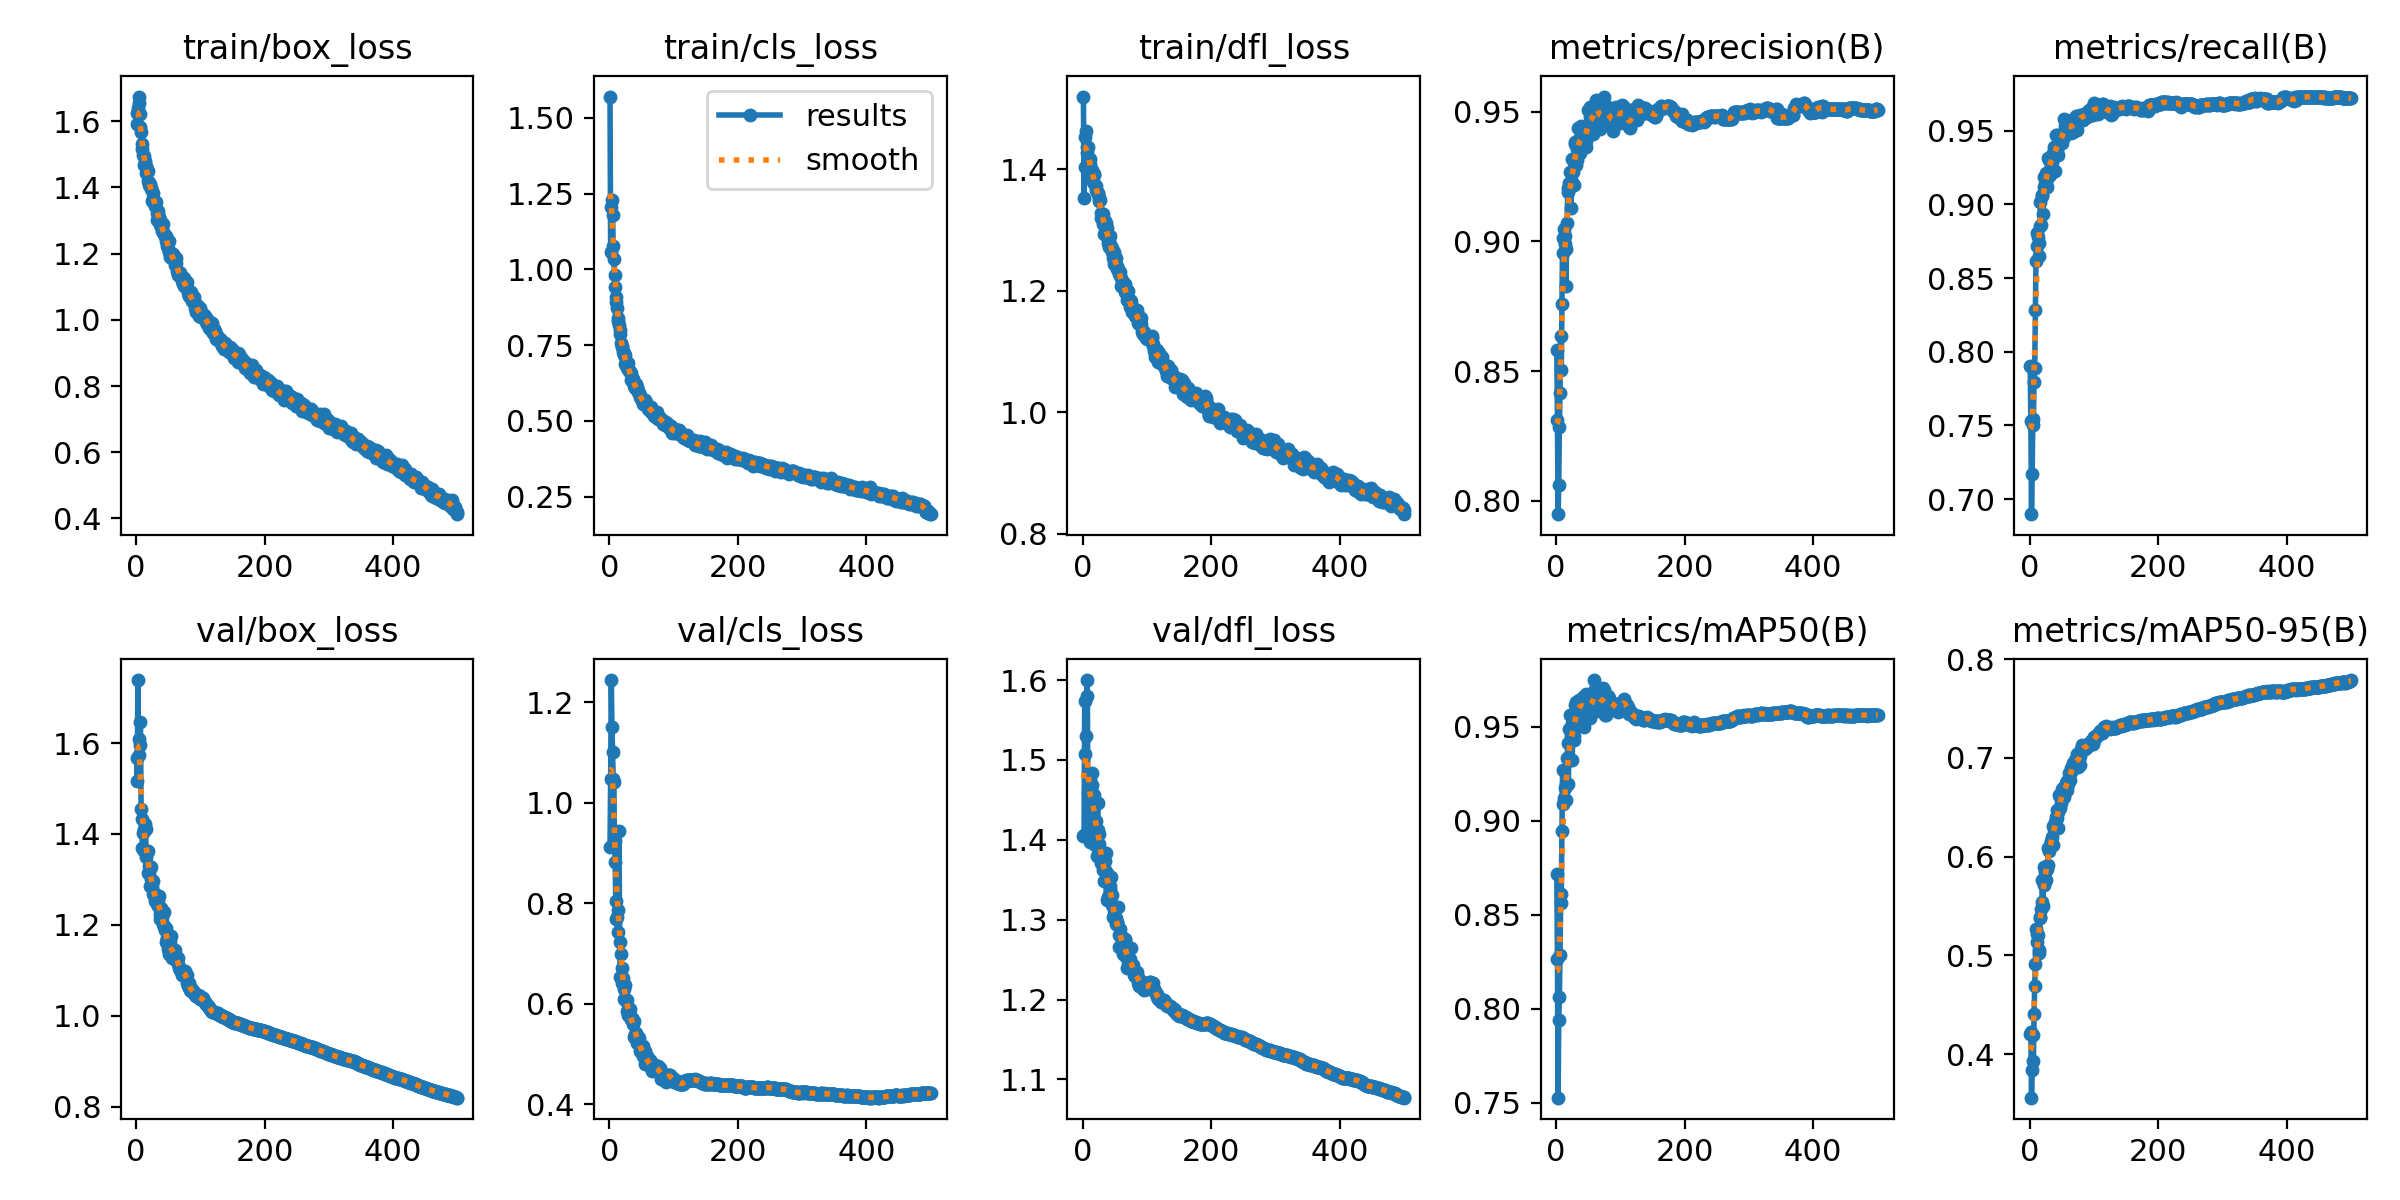 train/box_loss
1.6
1.4
1.2
1.0
0.8
0.6
0.4
0 200 400
train/cls_loss
results
smooth
1.50
1.25
1.00
0.75
0.50
0.25
0 200 400
train/dfl_loss
1.4
1.2
1.0
0.8
0 200 400
metrics/precision(B)
0.95
0.90
0.85
0.80
0 200 400
metrics/recall(B)
0.95
0.90
0.85
0.80
0.75
0.70
0 200 400
val/box_loss
1.6
1.4
1.2
1.0
0.8
0 200 400
val/cls_loss
1.2
1.0
0.8
0.6
0.4
0 200 400
val/dfl_loss
1.6
1.5
1.4
1.3
1.2
1.1
0 200 400
metrics/mAP50(B)
0.95
0.90
0.85
0.80
0.75
0 200 400
metrics/mAP50-95(B)
0.8
0.7
0.6
0.5
0.4
0 200 400